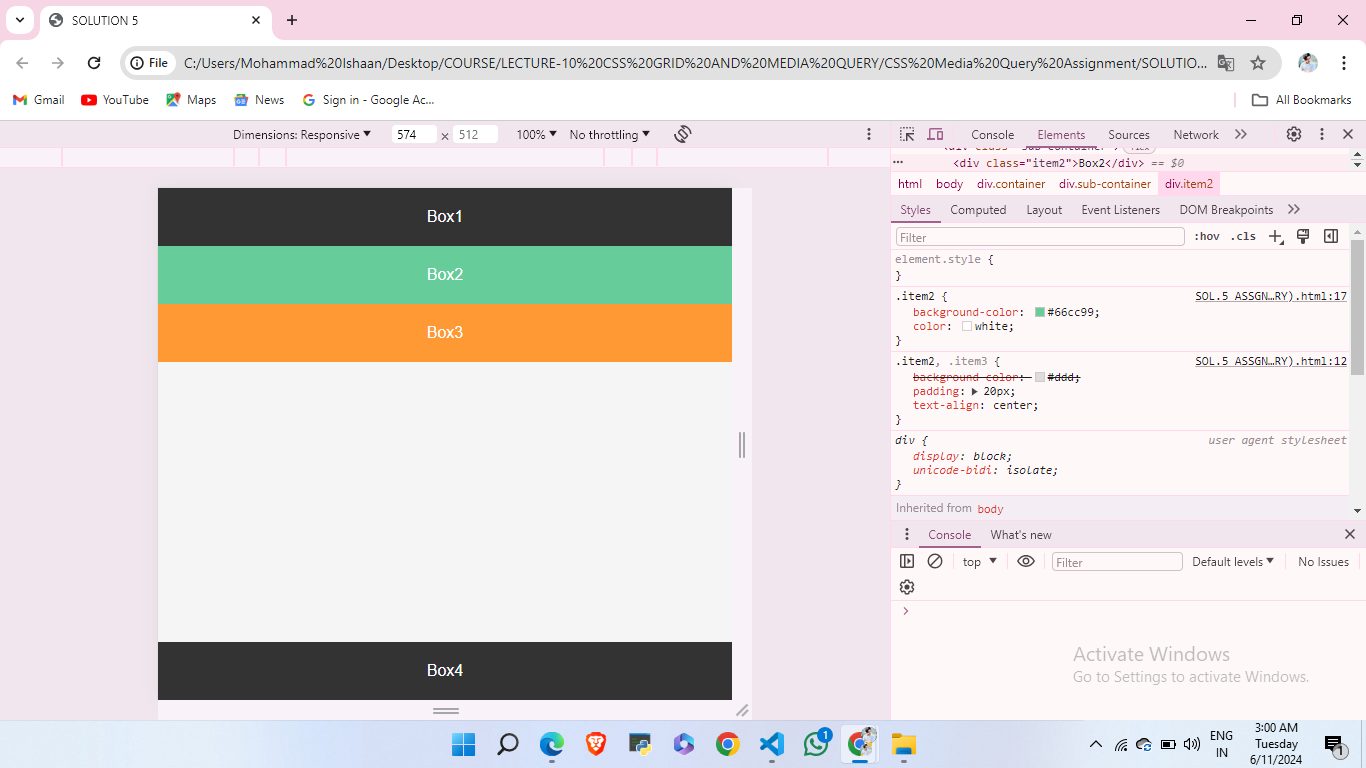 SOLUTION 5
File
C:/Users/Mohammad%20Ishaan/Desktop/COURSE/LECTURE-10%20CSS%20GRID%20AND%20MEDIA%20QUERY/CSS%20Media%20Query%20Assignment/SOLUTIO...
Gmail YouTube Maps News Sign in - Google Ac... All Bookmarks
Dimensions: Responsive 574 × 512 100% No throttling
Box1
Box2
Box3
Box4
Console Elements Sources Network
<div class="item2">Box2</div> == $0
html body div.container div.sub-container div.item2
Styles Computed Layout Event Listeners DOM Breakpoints
Filter :hov .cls
element.style {
}
.item2 { SOL.5 ASSGN…RY).html:17
background-color: #66cc99;
color: white;
}
.item2, .item3 { SOL.5 ASSGN…RY).html:12
background-color: #ddd;
padding: 20px;
text-align: center;
}
div { user agent stylesheet
display: block;
unicode-bidi: isolate;
}
Inherited from body
Console What's new
top Filter Default levels No Issues
Activate Windows
Go to Settings to activate Windows.
1
ENG
IN
3:00 AM
Tuesday
6/11/2024
1